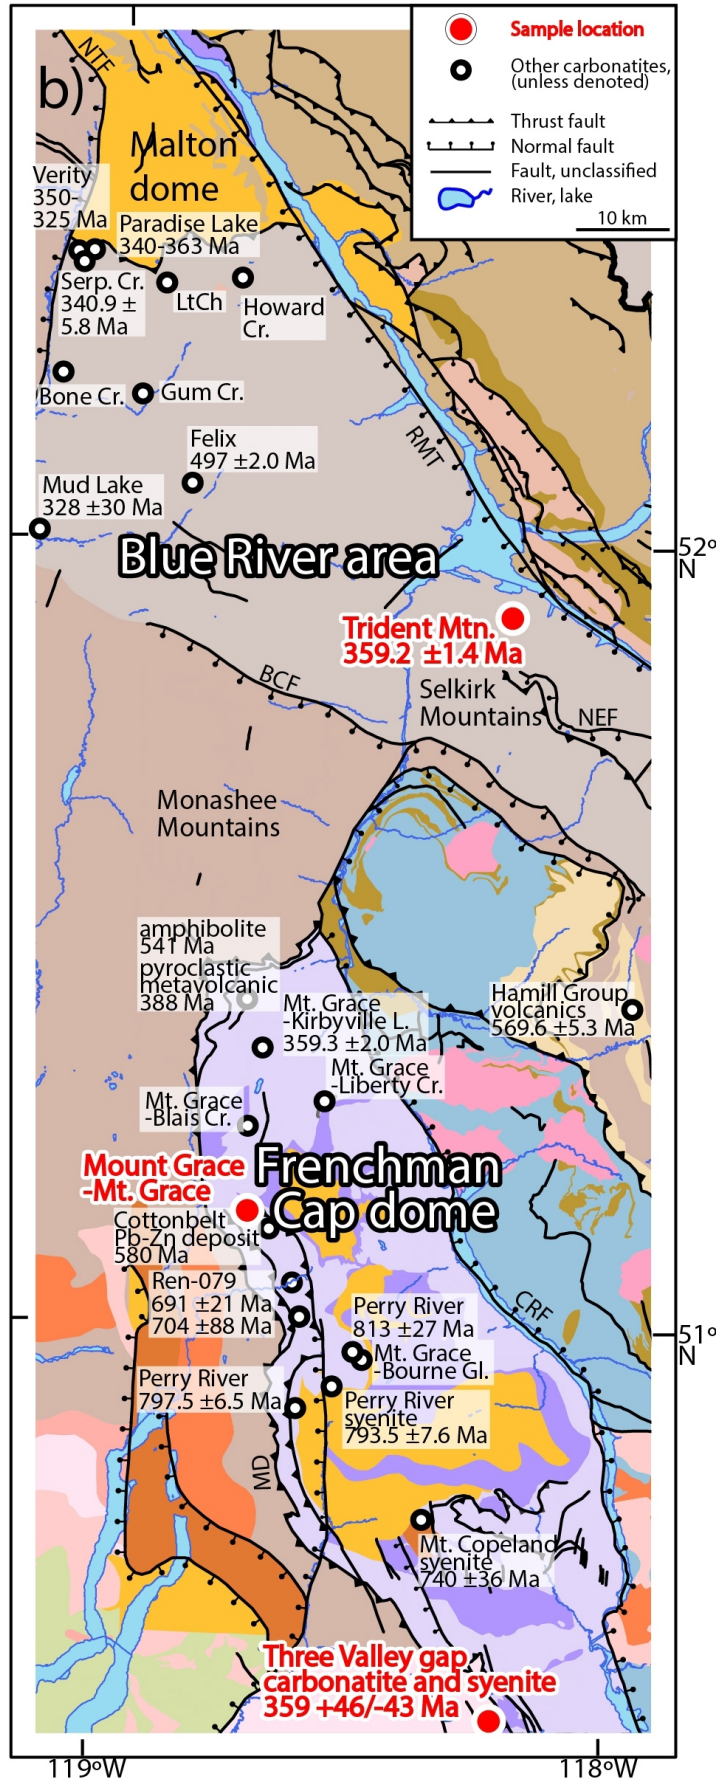 b)
Sample location
Other carbonatites,
(unless denoted)
Thrust fault
Normal fault
Fault, unclassified
River, lake
10 km
NTF
Malton
dome
Verity
350-
325 Ma
Paradise Lake
340-363 Ma
Serp. Cr.
340.9 ±
5.8 Ma
LtCh
Howard
Cr.
Bone Cr.
Gum Cr.
RMT
Felix
497 ±2.0 Ma
Mud Lake
328 ±30 Ma
Blue River area
52°
N
Trident Mtn.
359.2 ±1.4 Ma
BCF
Selkirk
Mountains
NEF
Monashee
Mountains
amphibolite
541 Ma
pyroclastic
metavolcanic
388 Ma
Mt. Grace
-Kirbyville L.
359.3 ±2.0 Ma
Hamill Group
volcanics
569.6 ±5.3 Ma
Mt. Grace
-Liberty Cr.
Mt. Grace
-Blais Cr.
Mount Grace
-Mt. Grace
Frenchman
Cap dome
Cottonbelt
Pb-Zn deposit
580 Ma
Ren-079
691 ±21 Ma
704 ±88 Ma
CRF
Perry River
813 ±27 Ma
Mt. Grace
-Bourne Gl.
51°
N
Perry River
797.5 ±6.5 Ma
Perry River
syenite
793.5 ±7.6 Ma
MD
Mt. Copeland
syenite
740 ±36 Ma
Three Valley gap
carbonatite and syenite
359 +46/-43 Ma
119°W
118°W